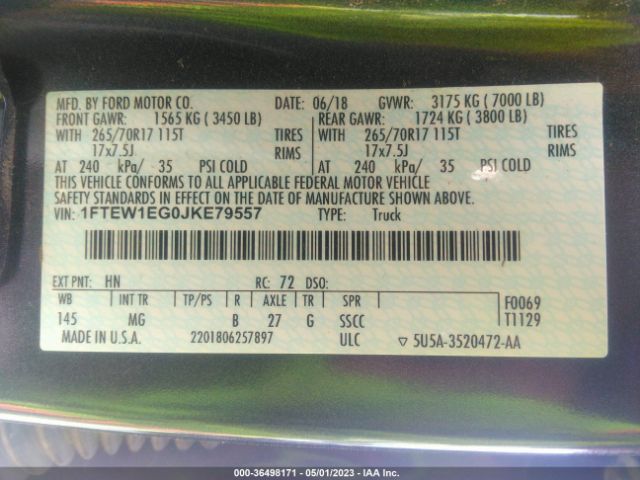 MFD. BY FORD MOTOR CO. DATE: 06/18 GVWR: 3175 KG ( 7000 LB)
FRONT GAWR: 1565 KG ( 3450 LB) REAR GAWR: 1724 KG ( 3800 LB)
WITH 265/70R17 115T TIRES WITH 265/70R17 115T TIRES
17x7.5J RIMS 17x7.5J RIMS
AT 240 kPa/ 35 PSI COLD AT 240 kPa/ 35 PSI COLD
THIS VEHICLE CONFORMS TO ALL APPLICABLE FEDERAL MOTOR VEHICLE
SAFETY STANDARDS IN EFFECT ON THE DATE OF MANUFACTURE SHOWN ABOVE.
VIN: 1FTEW1EG0JKE79557 TYPE: Truck
EXT PNT: HN RC: 72 DSO:
WB INT TR TP/PS R AXLE TR SPR F0069
145 MG B 27 G SSCC T1129
MADE IN U.S.A. 2201806257897 ULC ▽ 5U5A-3520472-AA
000-36498171 - 05/01/2023 - Copyright IAA, LLC